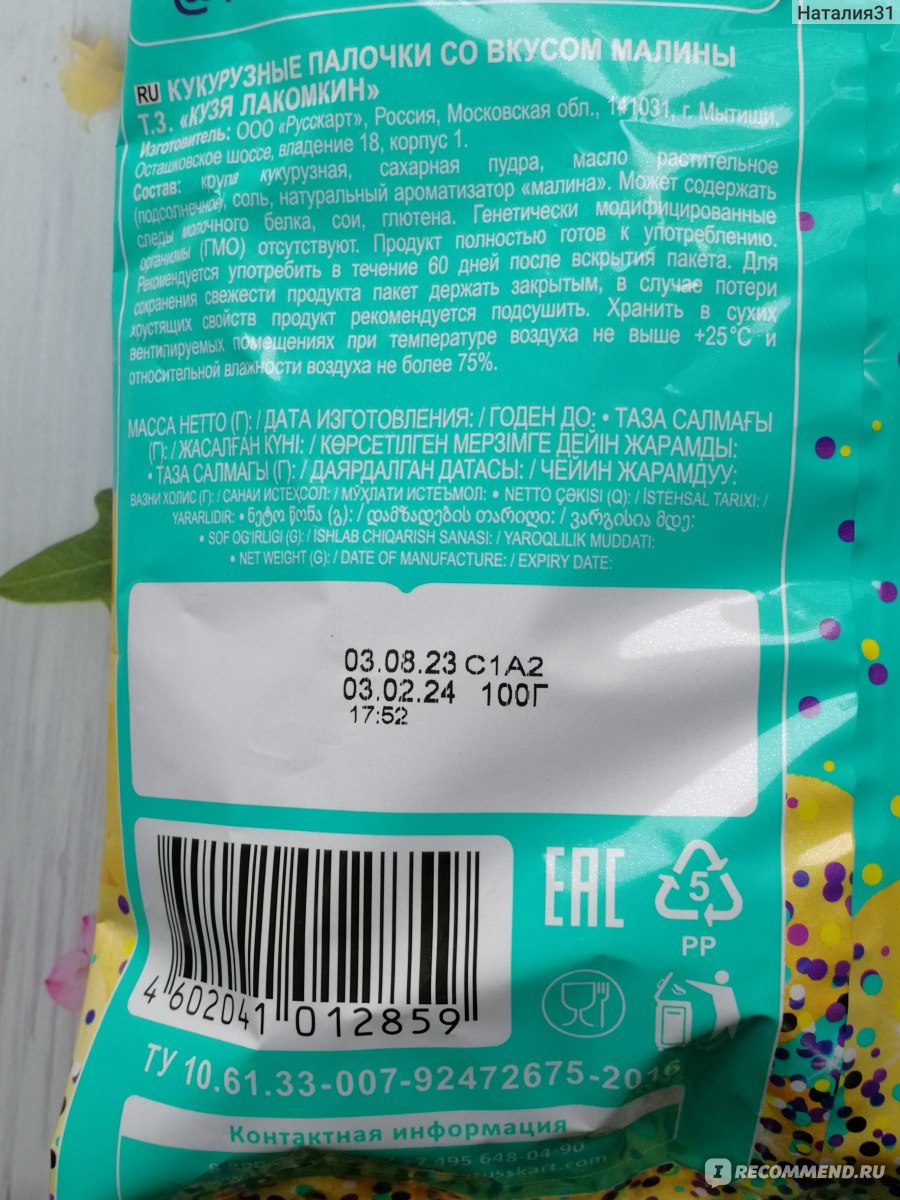 Наталия31
RU КУКУРУЗНЫЕ ПАЛОЧКИ СО ВКУСОМ МАЛИНЫ
Т.З. «КУЗЯ ЛАКОМКИН»
Изготовитель: ООО «Русскарт», Россия, Московская обл., 141031, г. Мытищи,
Осташковское шоссе, владение 18, корпус 1.
Состав: крупа кукурузная, сахарная пудра, масло растительное
(подсолнечное), соль, натуральный ароматизатор «малина». Может содержать
следы молочного белка, сои, глютена. Генетически модифицированные
организмы (ГМО) отсутствуют. Продукт полностью готов к употреблению.
Рекомендуется употребить в течение 60 дней после вскрытия пакета. Для
сохранения свежести продукта пакет держать закрытым, в случае потери
хрустящих свойств продукт рекомендуется подсушить. Хранить в сухих
вентилируемых помещениях при температуре воздуха не выше +25°С и
относительной влажности воздуха не более 75%.
МАССА НЕТТО (Г): / ДАТА ИЗГОТОВЛЕНИЯ: / ГОДЕН ДО: • ТАЗА САЛМАҒЫ
(Г): / ЖАСАЛҒАН КҮНІ: / КӨРСЕТІЛГЕН МЕРЗІМГЕ ДЕЙІН ЖАРАМДЫ:
• ТАЗА САЛМАГЫ (Г): / ДАЯРДАЛГАН ДАТАСЫ: / ЧЕЙИН ЖАРАМДУУ:
ВАЗНИ ХОЛИС (Г): / САНАИ ИСТЕҲСОЛ: / МӮҲЛАТИ ИСТЕЪМОЛ: • NETTO ÇƏKISI (Q): / ISTEHSAL TARIXI: /
YARARLIDIR: • ნეტო წონა (გ): / დამზადების თარიღი: / ვარგისია მდე:
• SOF OG'IRLIGI (G): / ISHLAB CHIQARISH SANASI: / YAROQLILIK MUDDATI:
• NET WEIGHT (G): / DATE OF MANUFACTURE: / EXPIRY DATE:
03.08.23 C1A2
03.02.24 100Г
17:52
EAC
5
PP
4 602041 012859
ТУ 10.61.33-007-92472675-2016
Контактная информация
7 495 648-04-90
IRECOMMEND.RU